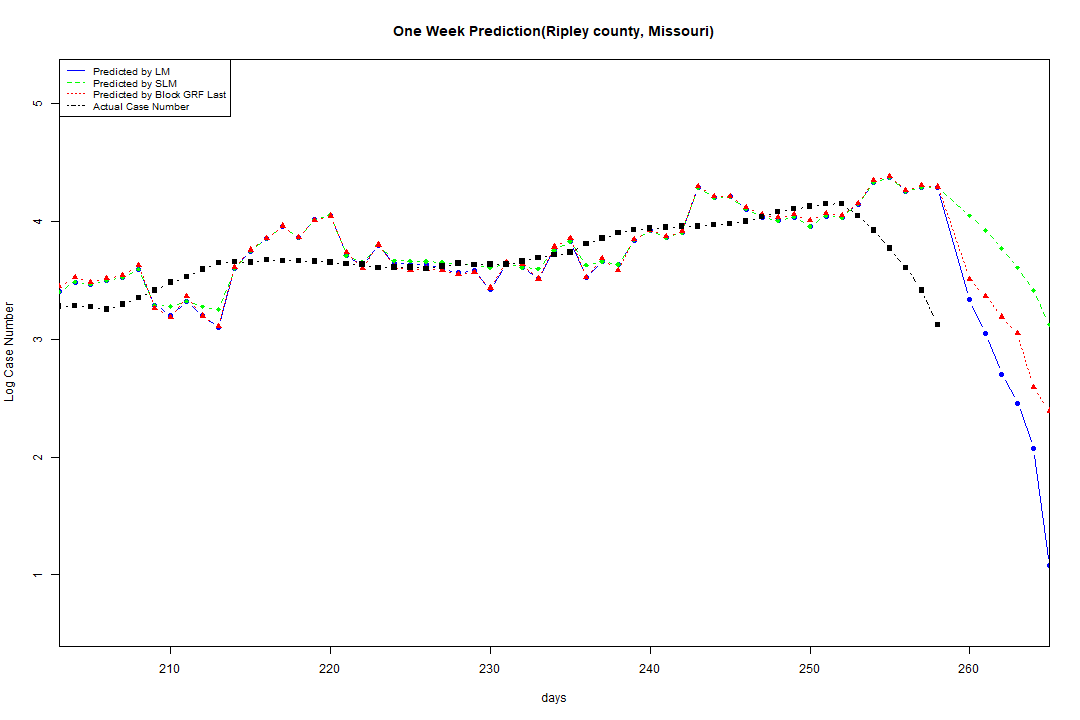 One Week Prediction(Ripley county, Missouri)
Predicted by LM
Predicted by SLM
Predicted by Block GRF Last
Actual Case Number
5
4
3
2
1
Log Case Number
210 220 230 240 250 260
days